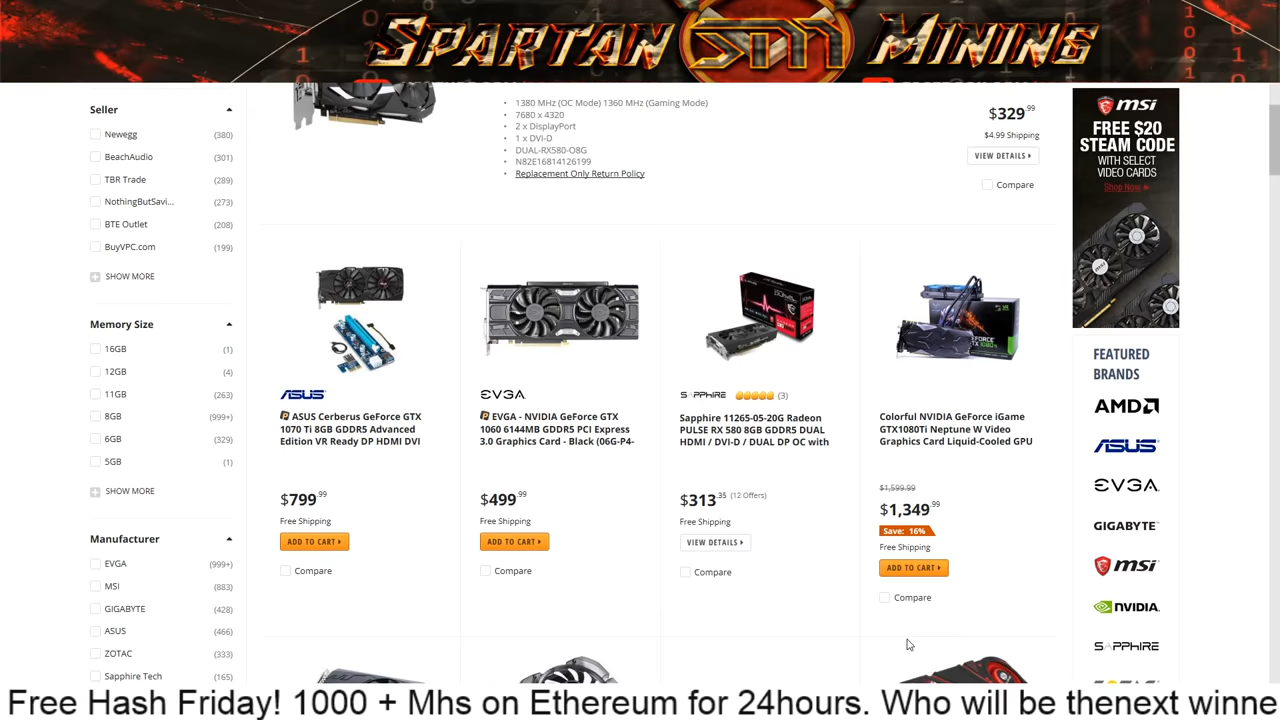 SPARTAN SM MINING
Seller
Newegg (380)
BeachAudio (301)
TBR Trade (289)
NothingButSavi... (273)
BTE Outlet (208)
BuyVPC.com (199)
SHOW MORE
Memory Size
16GB (1)
12GB (4)
11GB (263)
8GB (999+)
6GB (329)
5GB (1)
SHOW MORE
Manufacturer
EVGA (999+)
MSI (883)
GIGABYTE (428)
ASUS (466)
ZOTAC (333)
Sapphire Tech (165)
1380 MHz (OC Mode) 1360 MHz (Gaming Mode)
7680 x 4320
2 x DisplayPort
1 x DVI-D
DUAL-RX580-O8G
N82E16814126199
Replacement Only Return Policy
$329.99
$4.99 Shipping
VIEW DETAILS
Compare
ASUS
ASUS Cerberus GeForce GTX
1070 Ti 8GB GDDR5 Advanced
Edition VR Ready DP HDMI DVI
$799.99
Free Shipping
ADD TO CART
Compare
EVGA
EVGA - NVIDIA GeForce GTX
1060 6144MB GDDR5 PCI Express
3.0 Graphics Card - Black (06G-P4-
$499.99
Free Shipping
ADD TO CART
Compare
SAPPHIRE (3)
Sapphire 11265-05-20G Radeon
PULSE RX 580 8GB GDDR5 DUAL
HDMI / DVI-D / DUAL DP OC with
$313.35 (12 Offers)
Free Shipping
VIEW DETAILS
Compare
Colorful NVIDIA GeForce iGame
GTX1080Ti Neptune W Video
Graphics Card Liquid-Cooled GPU
$1,599.99
$1,349.99
Save: 16%
Free Shipping
ADD TO CART
Compare
msi
FREE $20
STEAM CODE
WITH SELECT
VIDEO CARDS
Shop Now
FEATURED
BRANDS
AMD
ASUS
EVGA
GIGABYTE
msi
NVIDIA
SAPPHIRE
Free Hash Friday! 1000 + Mhs on Ethereum for 24hours. Who will be thenext winne